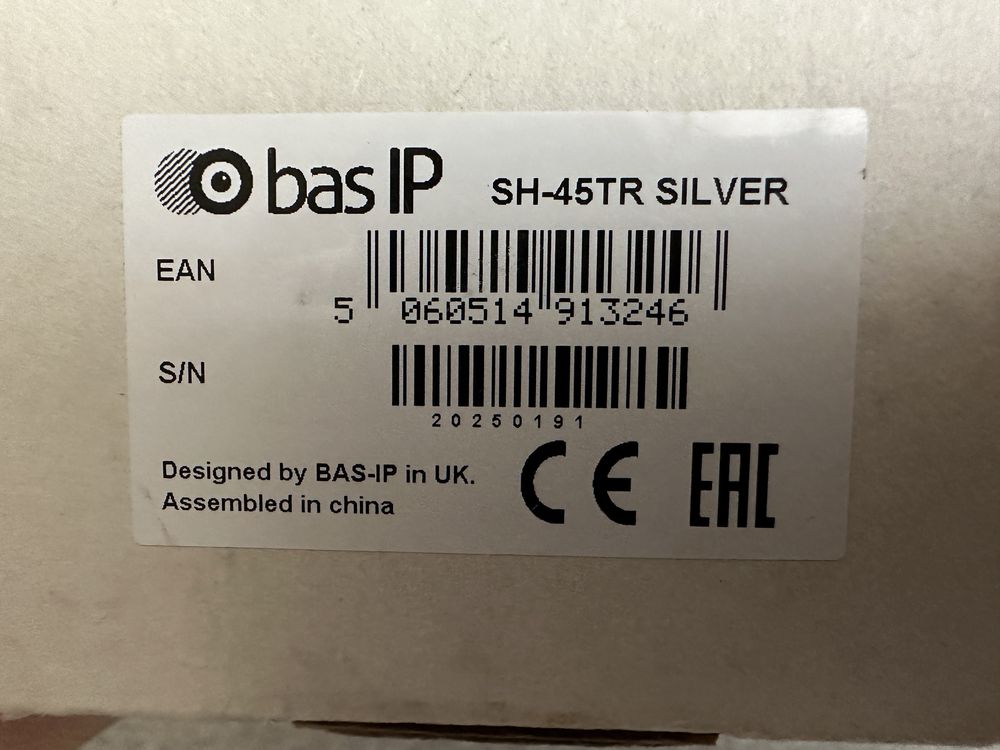 bas IP
SH-45TR SILVER
EAN
5 060514 913246
S/N
20250191
Designed by BAS-IP in UK.
Assembled in china
CE EAC